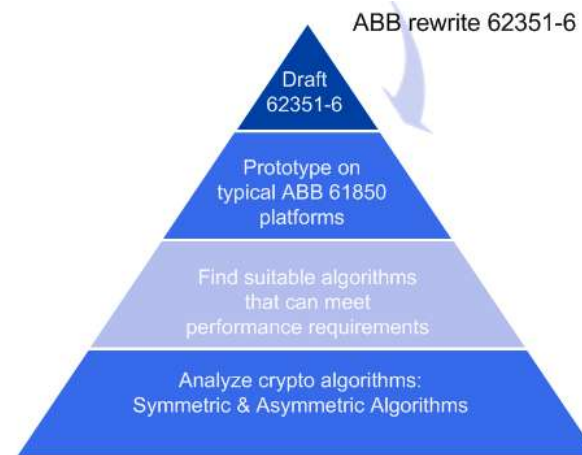 ABB rewrite 62351-6
Draft
62351-6
Prototype on
typical ABB 61850
platforms
Find suitable algorithms
that can meet
performance requirements
Analyze crypto algorithms:
Symmetric & Asymmetric Algorithms